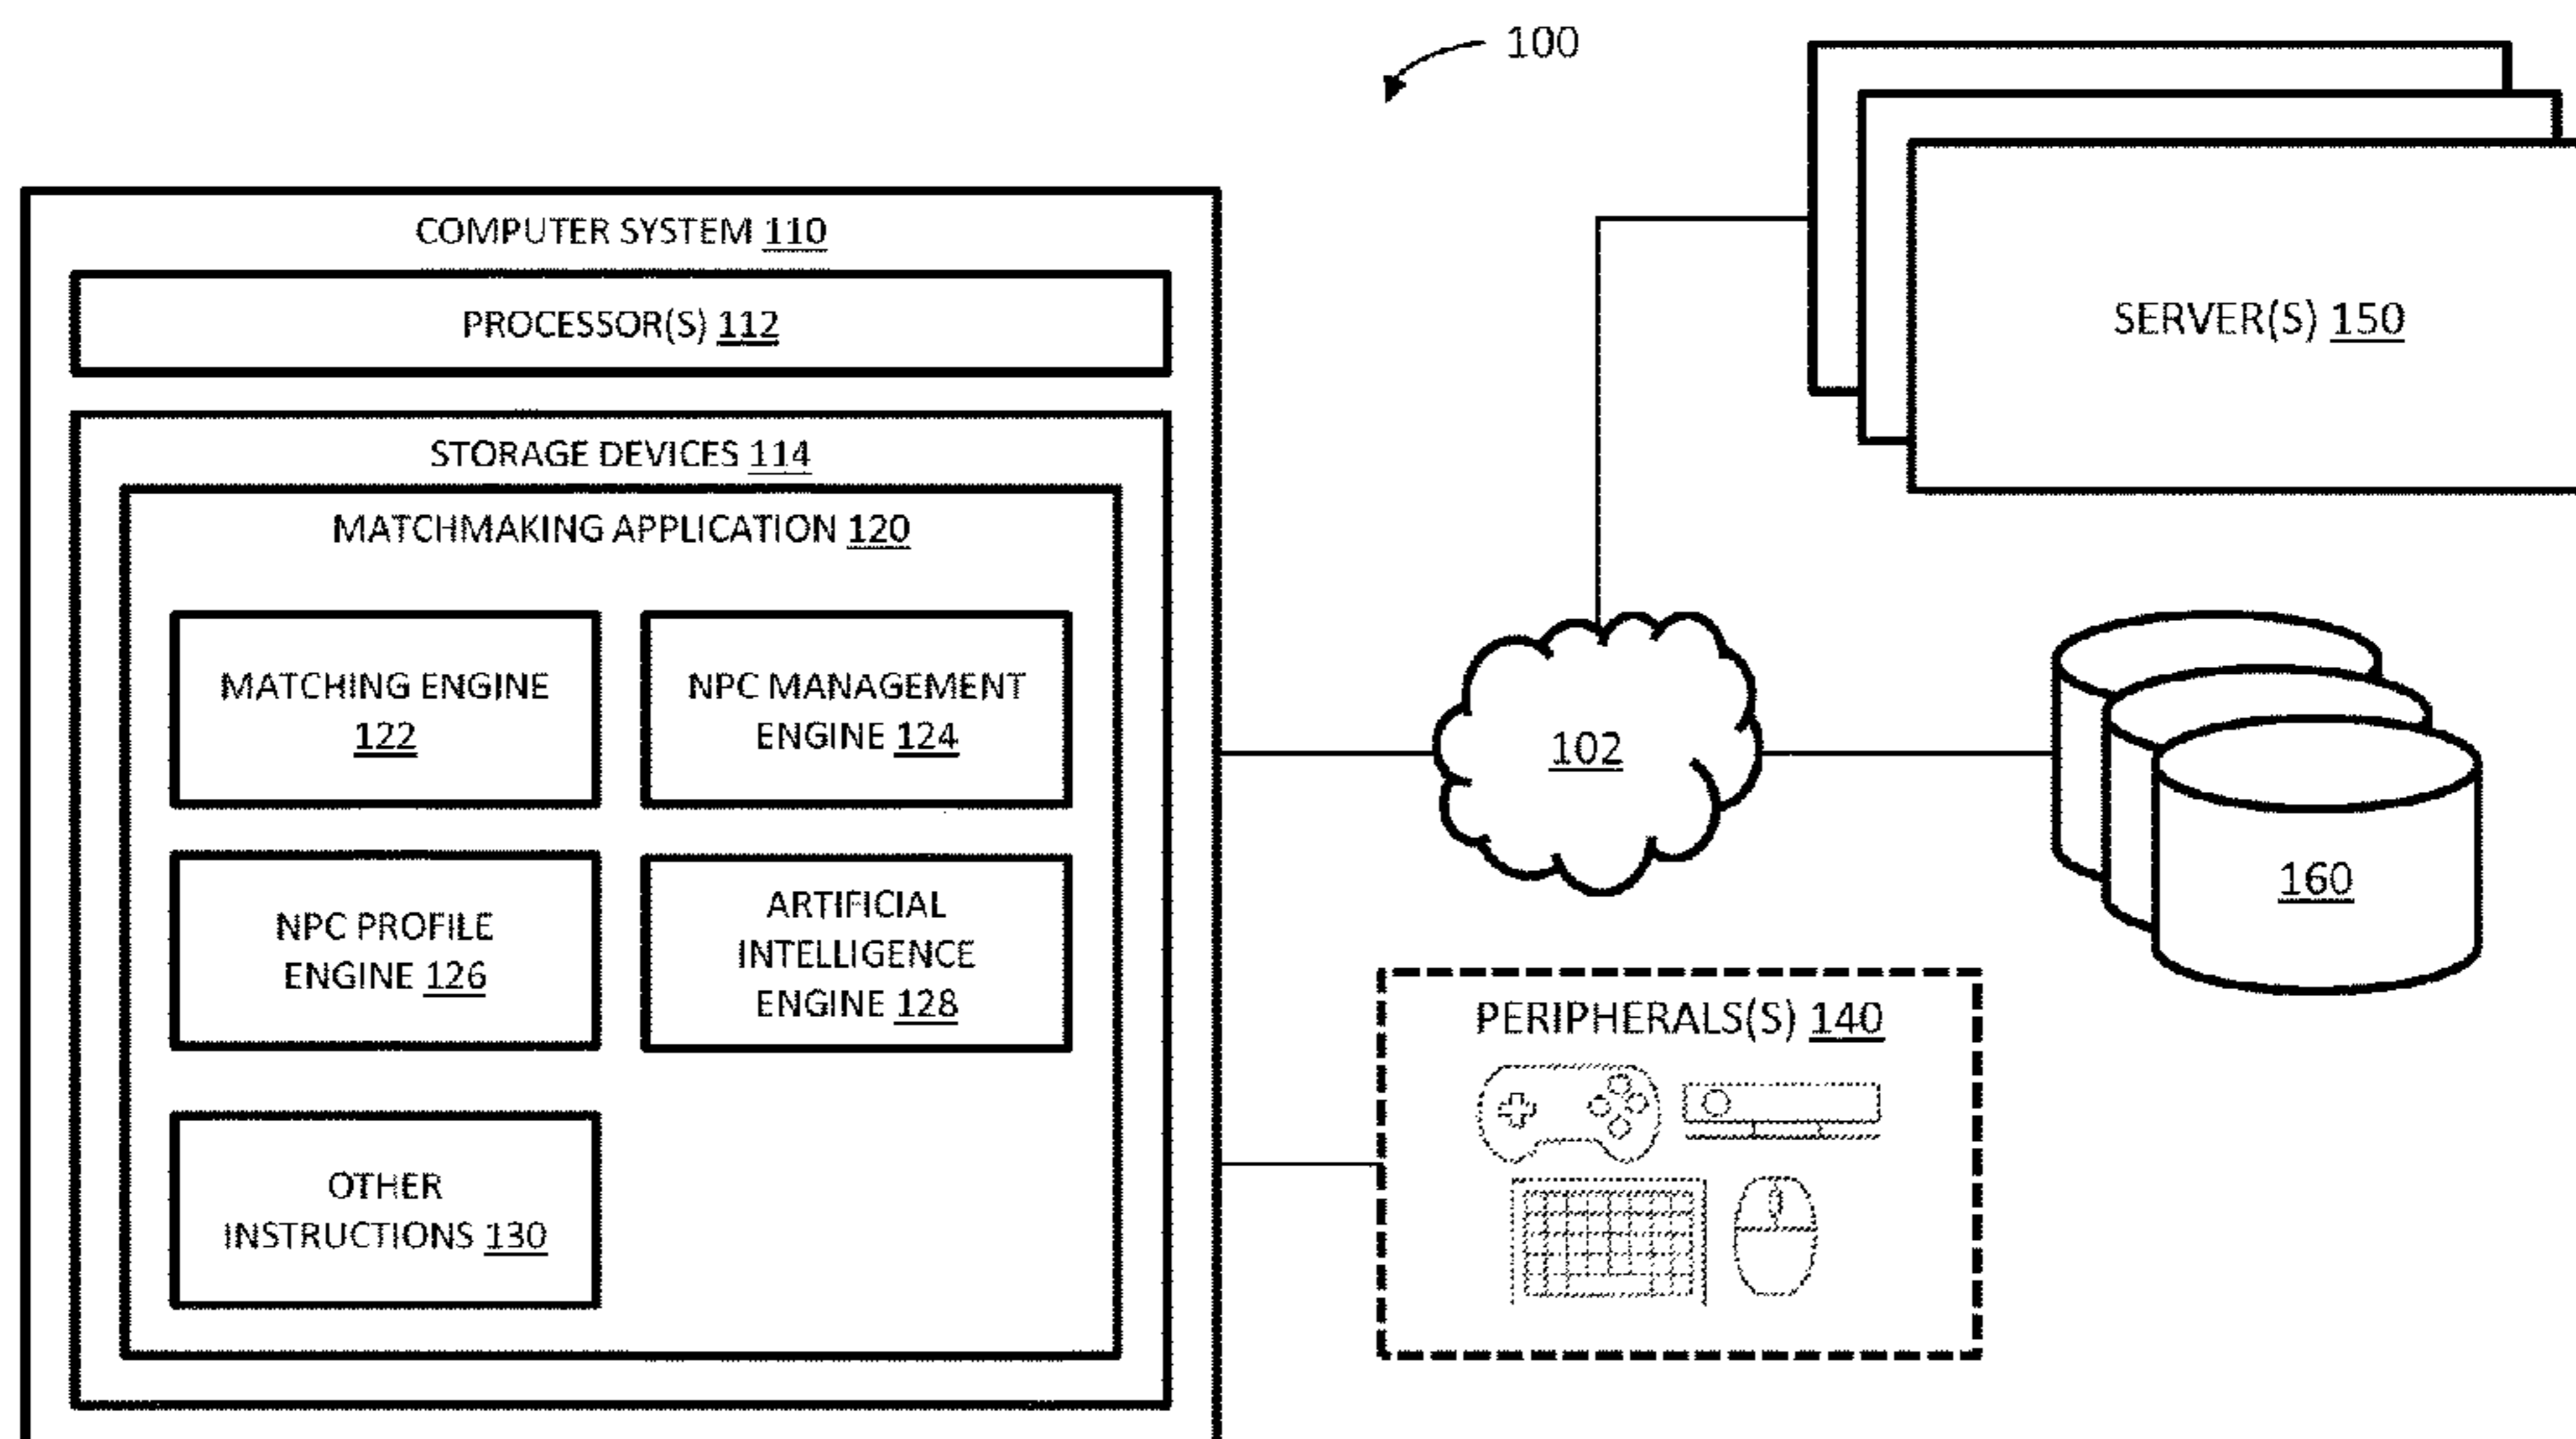 100
COMPUTER SYSTEM 110
PROCESSOR(S) 112
STORAGE DEVICES 114
MATCHMAKING APPLICATION 120
MATCHING ENGINE
122
NPC MANAGEMENT
ENGINE 124
NPC PROFILE
ENGINE 126
ARTIFICIAL
INTELLIGENCE
ENGINE 128
OTHER
INSTRUCTIONS 130
SERVER(S) 150
102
160
PERIPHERALS(S) 140